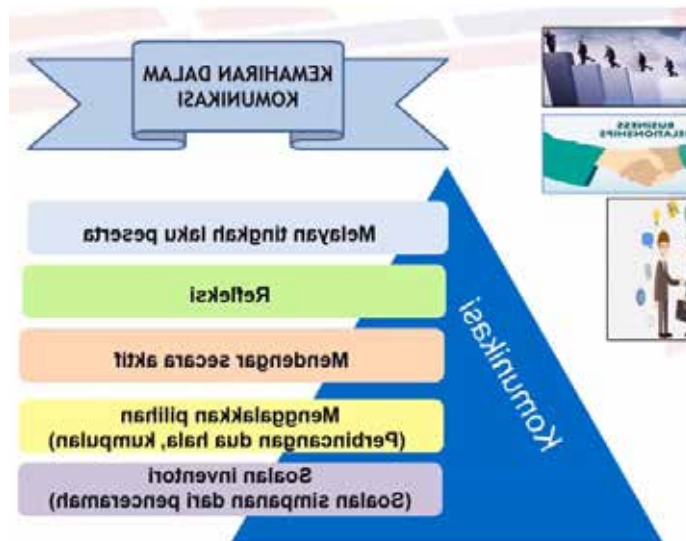 KEMAHIRAN DALAM
KOMUNIKASI
BUSINESS
RELATIONSHIPS
Melayan tingkah laku peserta
Refleksi
Mendengar secara aktif
Menggalakkan pilihan
(Perbincangan dua hala, kumpulan)
Soalan inventori
(Soalan simpanan dari penceramah)
Komunikasi